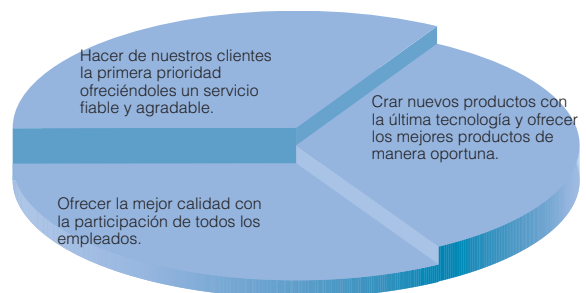 Hacer de nuestros clientes
la primera prioridad
ofreciéndoles un servicio
fiable y agradable.
Crar nuevos productos con
la última tecnología y ofrecer
los mejores productos de
manera oportuna.
Ofrecer la mejor calidad con
la participación de todos los
empleados.